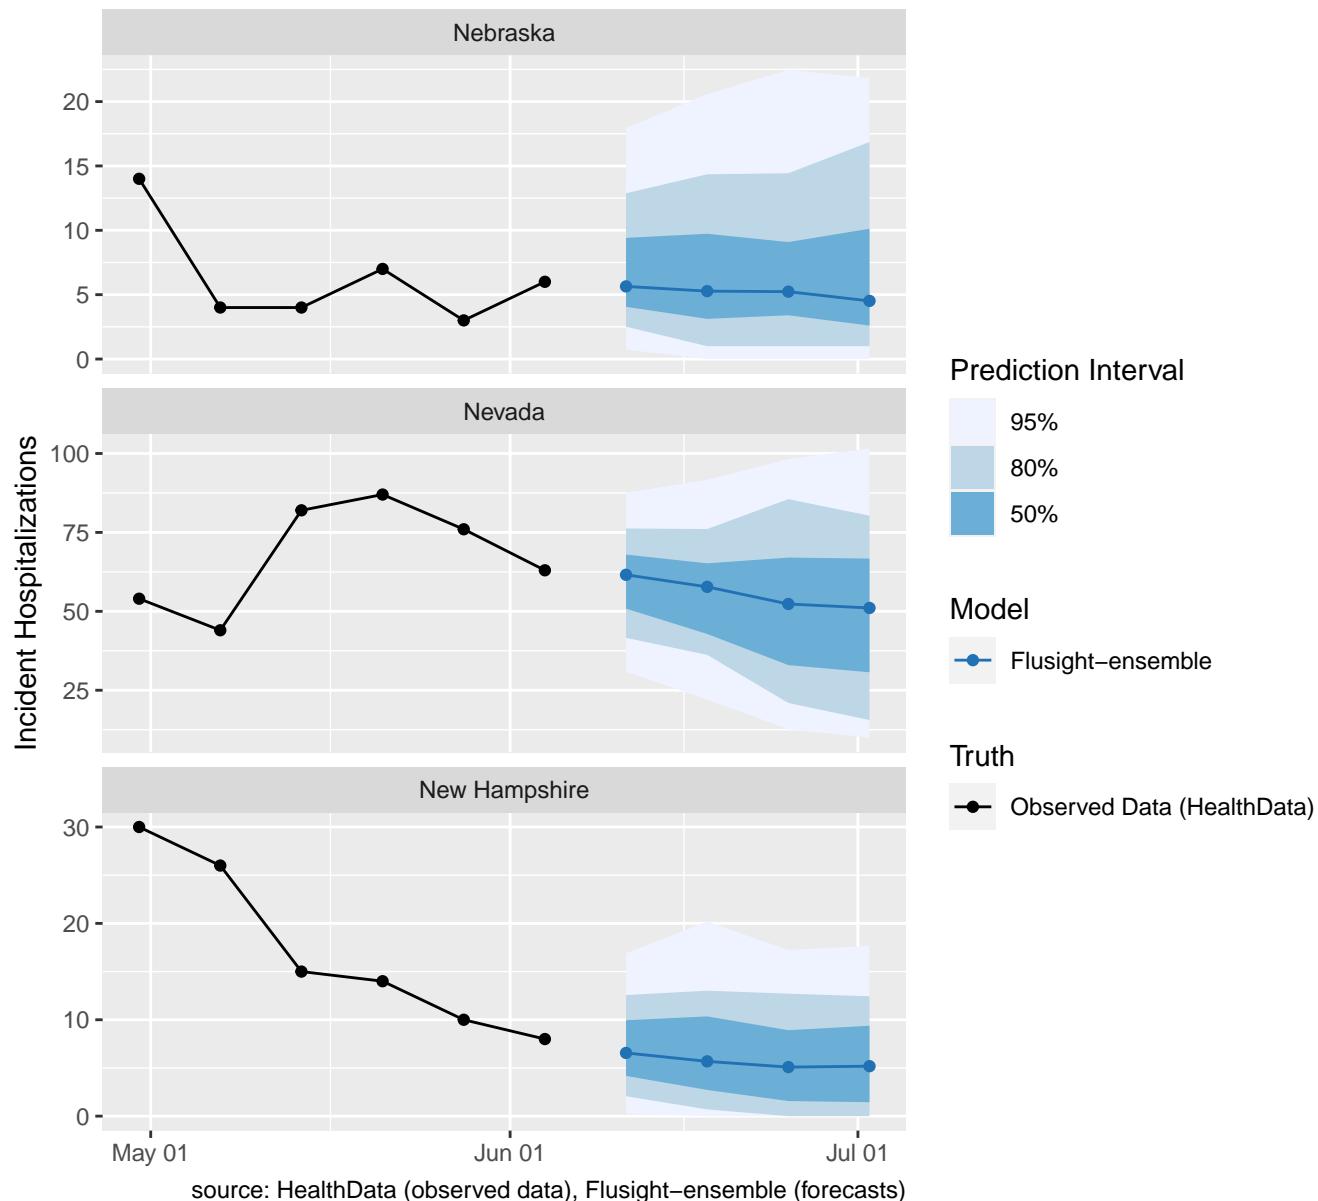 Nebraska
20
15
10
5
0
Nevada
100
75
50
25
New Hampshire
30
20
10
0
May 01
Jun 01
Jul 01
Incident Hospitalizations
source: HealthData (observed data), Flusight−ensemble (forecasts)
Prediction Interval
95%
80%
50%
Model
Flusight−ensemble
Truth
Observed Data (HealthData)